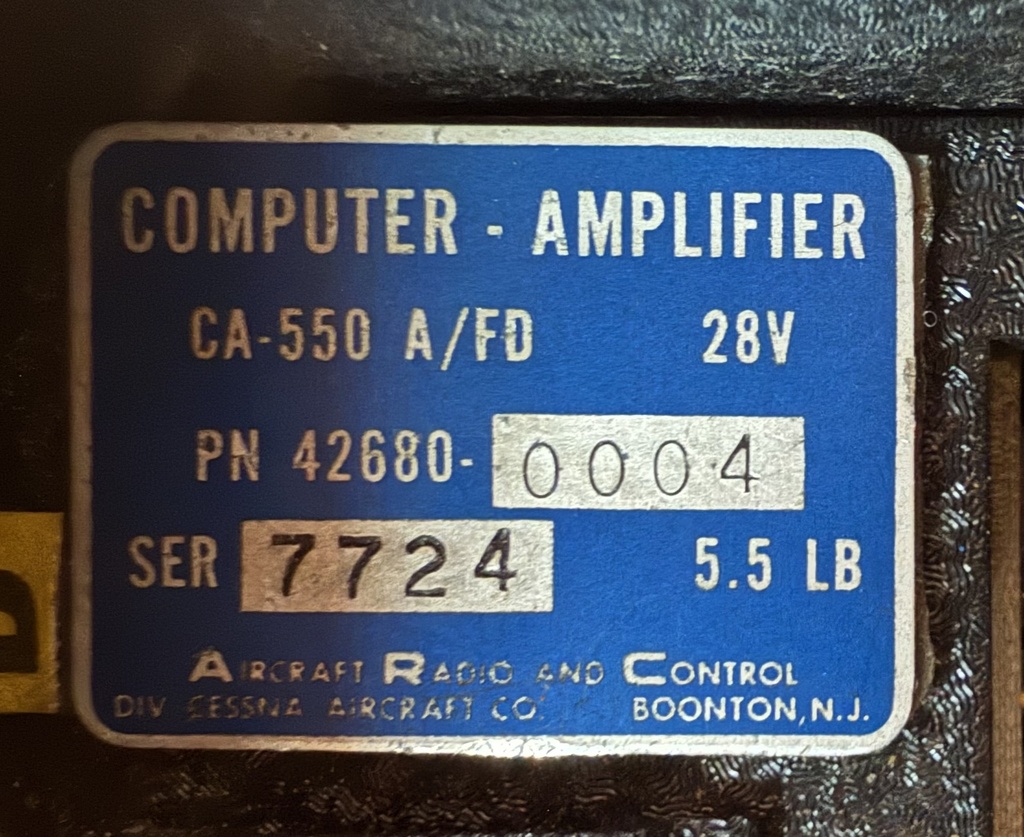 COMPUTER - AMPLIFIER
CA-550 A/FD 28V
PN 42680- 0004
SER 7724 5.5 LB
AIRCRAFT RADIO AND CONTROL
DIV CESSNA AIRCRAFT CO. BOONTON, N.J.